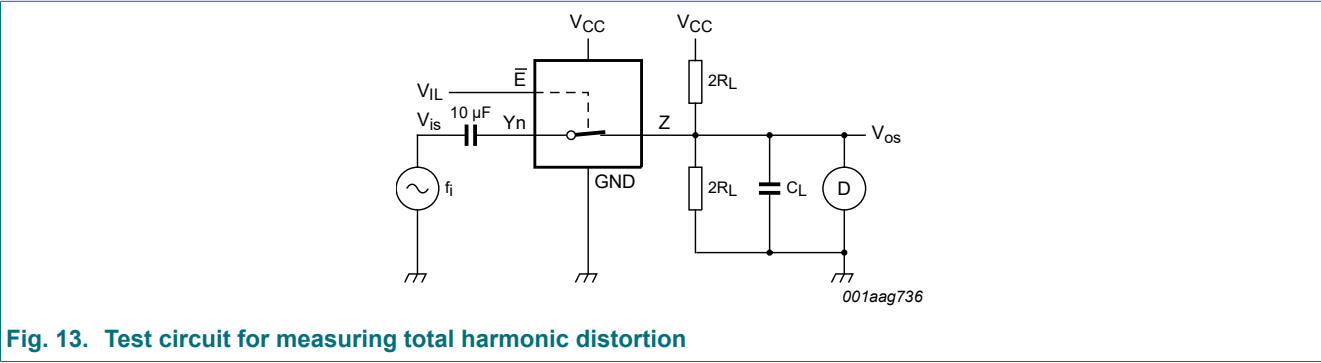 VCC
VCC
E̅
2RL
VIL
10 µF
Vis
Yn
Z
Vos
fi
GND
2RL
CL
D
001aag736
Fig. 13. Test circuit for measuring total harmonic distortion